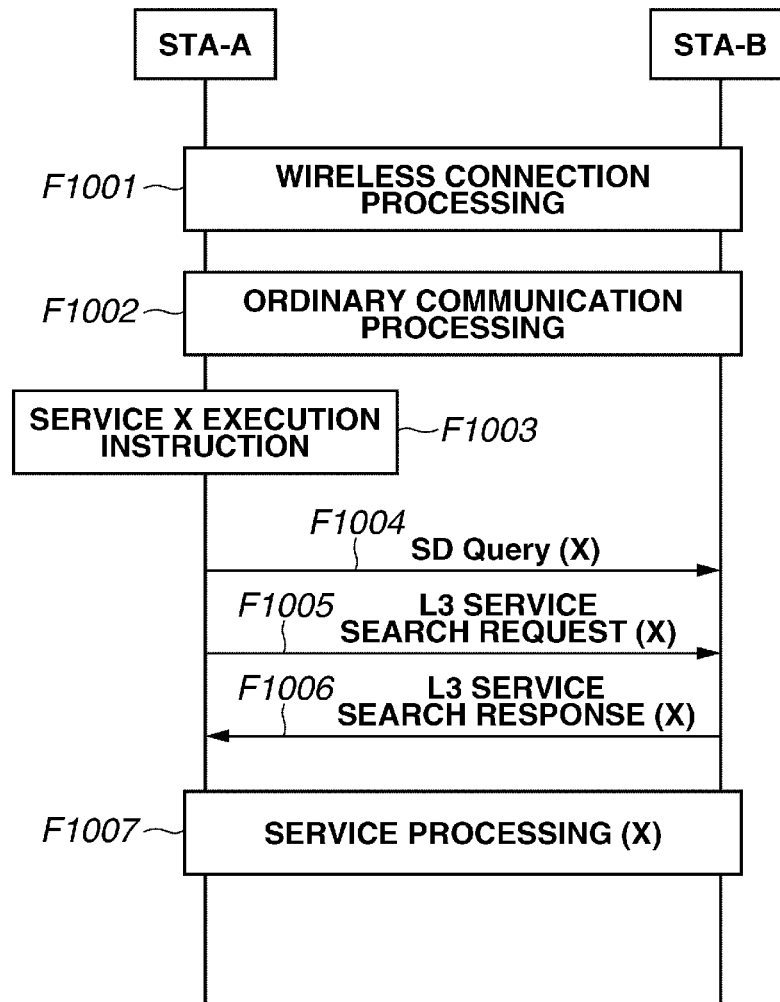 STA-A
STA-B
F1001
WIRELESS CONNECTION
PROCESSING
F1002
ORDINARY COMMUNICATION
PROCESSING
SERVICE X EXECUTION
INSTRUCTION
F1003
F1004
SD Query (X)
F1005
L3 SERVICE
SEARCH REQUEST (X)
F1006
L3 SERVICE
SEARCH RESPONSE (X)
F1007
SERVICE PROCESSING (X)